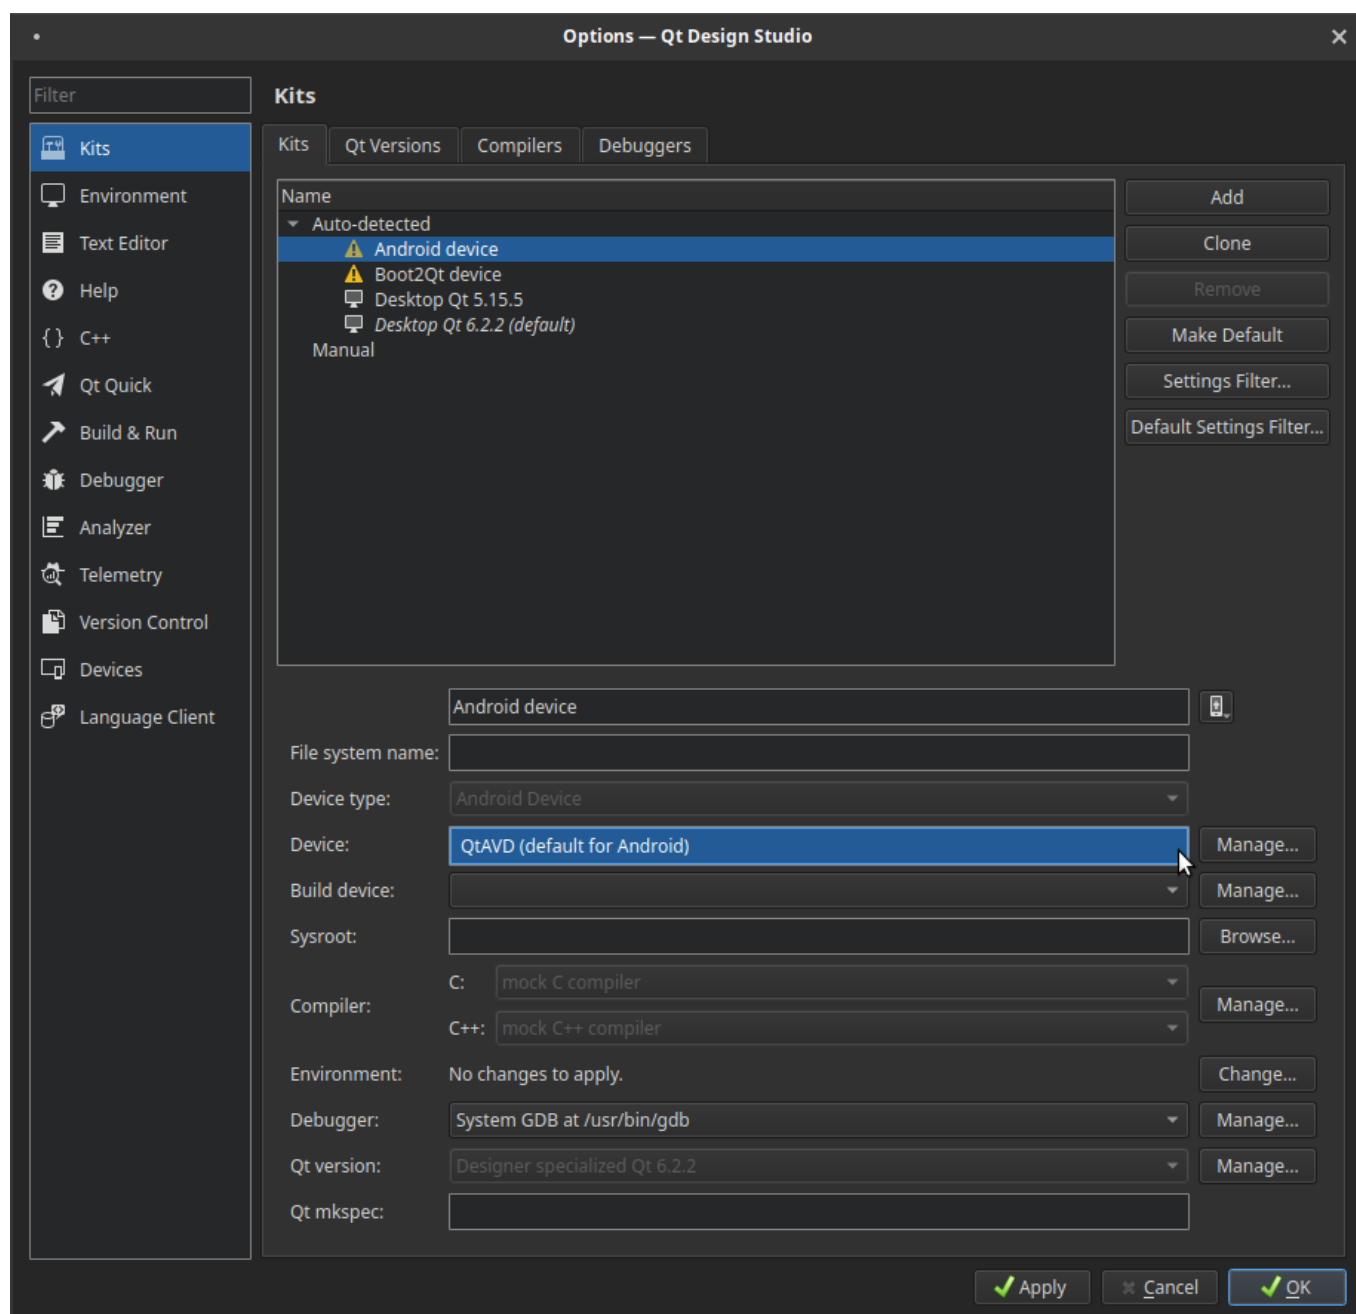 Options — Qt Design Studio
Filter
Kits
Environment
Text Editor
Help
C++
Qt Quick
Build & Run
Debugger
Analyzer
Telemetry
Version Control
Devices
Language Client
Kits
Kits Qt Versions Compilers Debuggers
Name
Auto-detected
Android device
Boot2Qt device
Desktop Qt 5.15.5
Desktop Qt 6.2.2 (default)
Manual
Add
Clone
Remove
Make Default
Settings Filter...
Default Settings Filter...
Android device
File system name:
Device type: Android Device
Device: QtAVD (default for Android) Manage...
Build device: Manage...
Sysroot: Browse...
Compiler: C: mock C compiler Manage...
C++: mock C++ compiler
Environment: No changes to apply. Change...
Debugger: System GDB at /usr/bin/gdb Manage...
Qt version: Designer specialized Qt 6.2.2 Manage...
Qt mkspec:
Apply Cancel OK